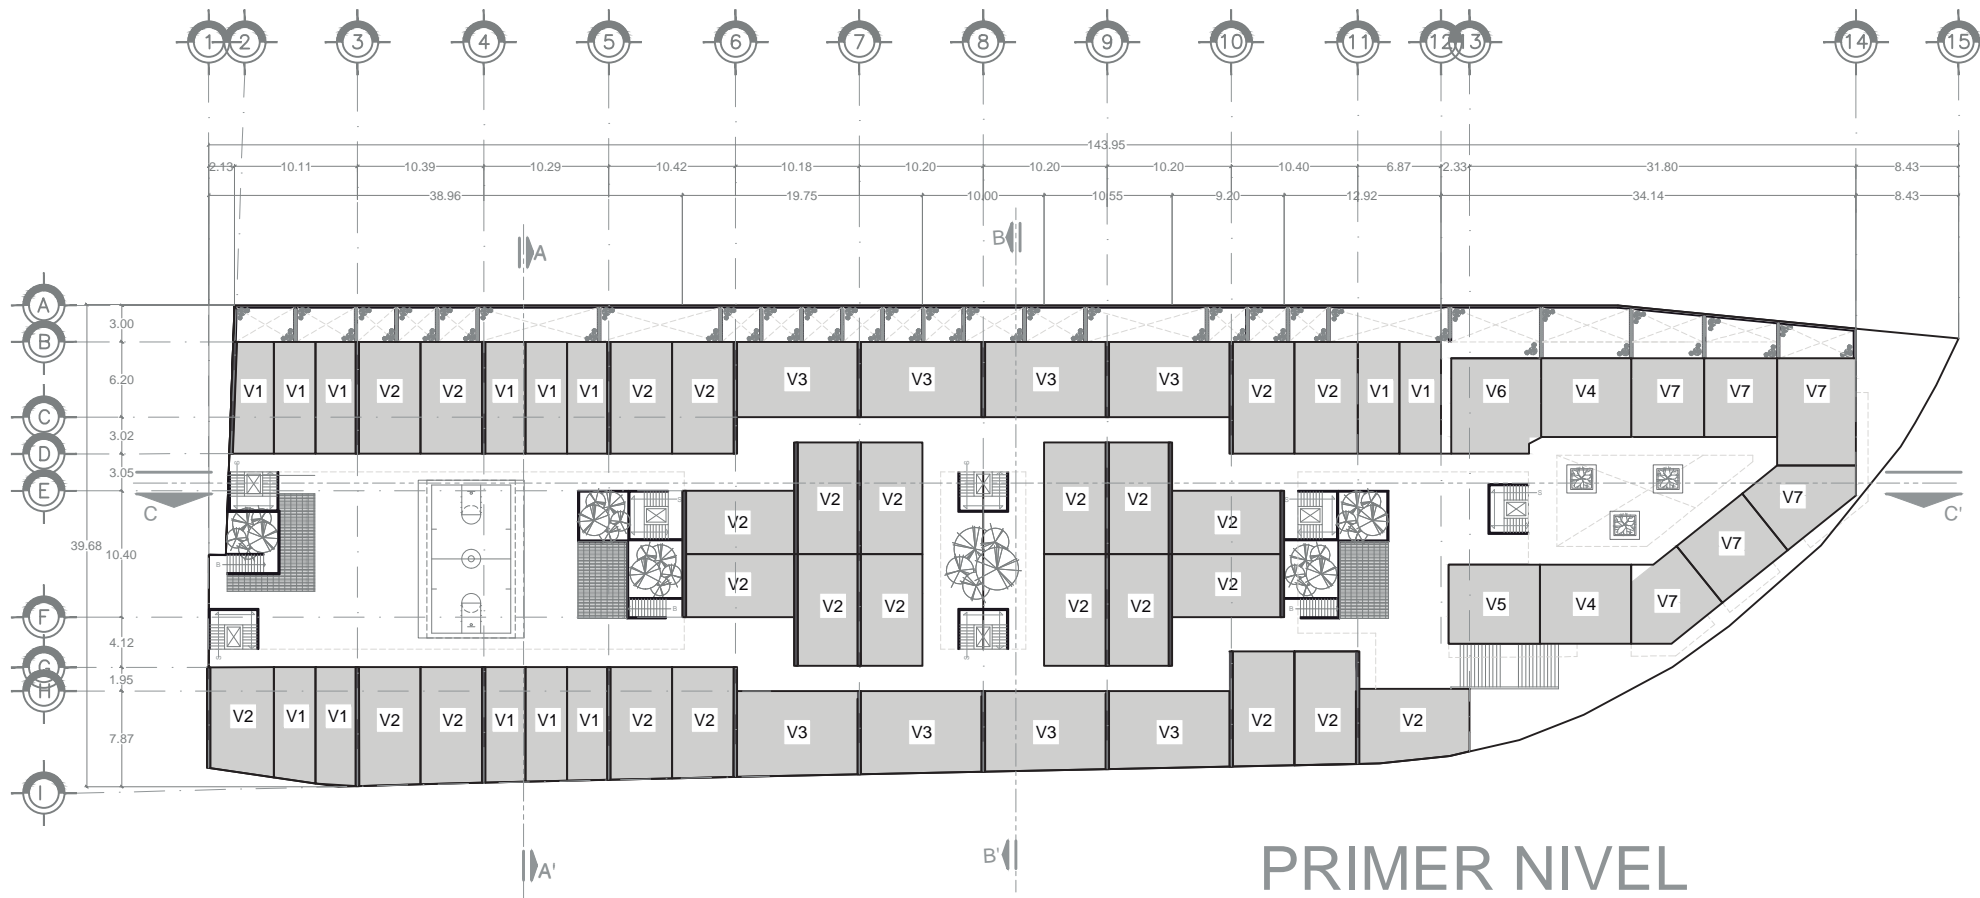 1 2 3 4 5 6 7 8 9 10 11 12 13 14 15
143.95
2.13 10.11 10.39 10.29 10.42 10.18 10.20 10.20 10.20 10.40 6.87 2.33 31.80 8.43
38.96 19.75 10.00 10.55 9.20 12.92 34.14 8.43
A B
A
3.00
B
6.20
V1 V1 V1 V2 V2 V1 V1 V1 V2 V2 V3 V3 V3 V3 V2 V2 V1 V1 V6 V4 V7 V7 V7
C
3.02
D
3.05
E
C C'
V2 V2 V2 V2 V7
V2 V2
39.68
10.40
V7
B B S S S
V2 V2
V2 V2 V2 V2 V5 V4 V7
B B
F
4.12
G
1.95
H
V2 V1 V1 V2 V2 V1 V1 V1 V2 V2 V3 V3 V3 V3 V2 V2 V2
7.87
I
A' B'
PRIMER NIVEL